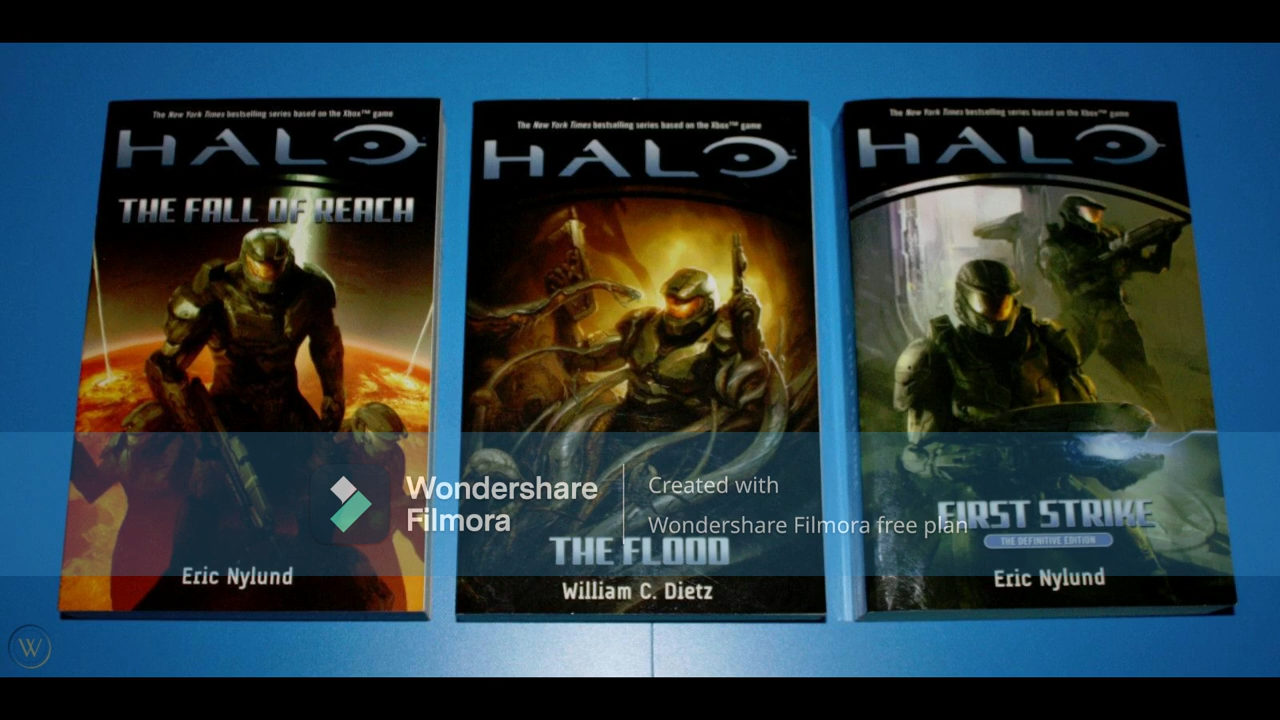 The New York Times bestselling series based on the Xbox™ game
HALO
THE FALL OF REACH
Eric Nylund
The New York Times bestselling series based on the Xbox™ game
HALO
THE FLOOD
William C. Dietz
The New York Times bestselling series based on the Xbox™ game
HALO
FIRST STRIKE
THE DEFINITIVE EDITION
Eric Nylund
Wondershare
Filmora
Created with
Wondershare Filmora free plan
W